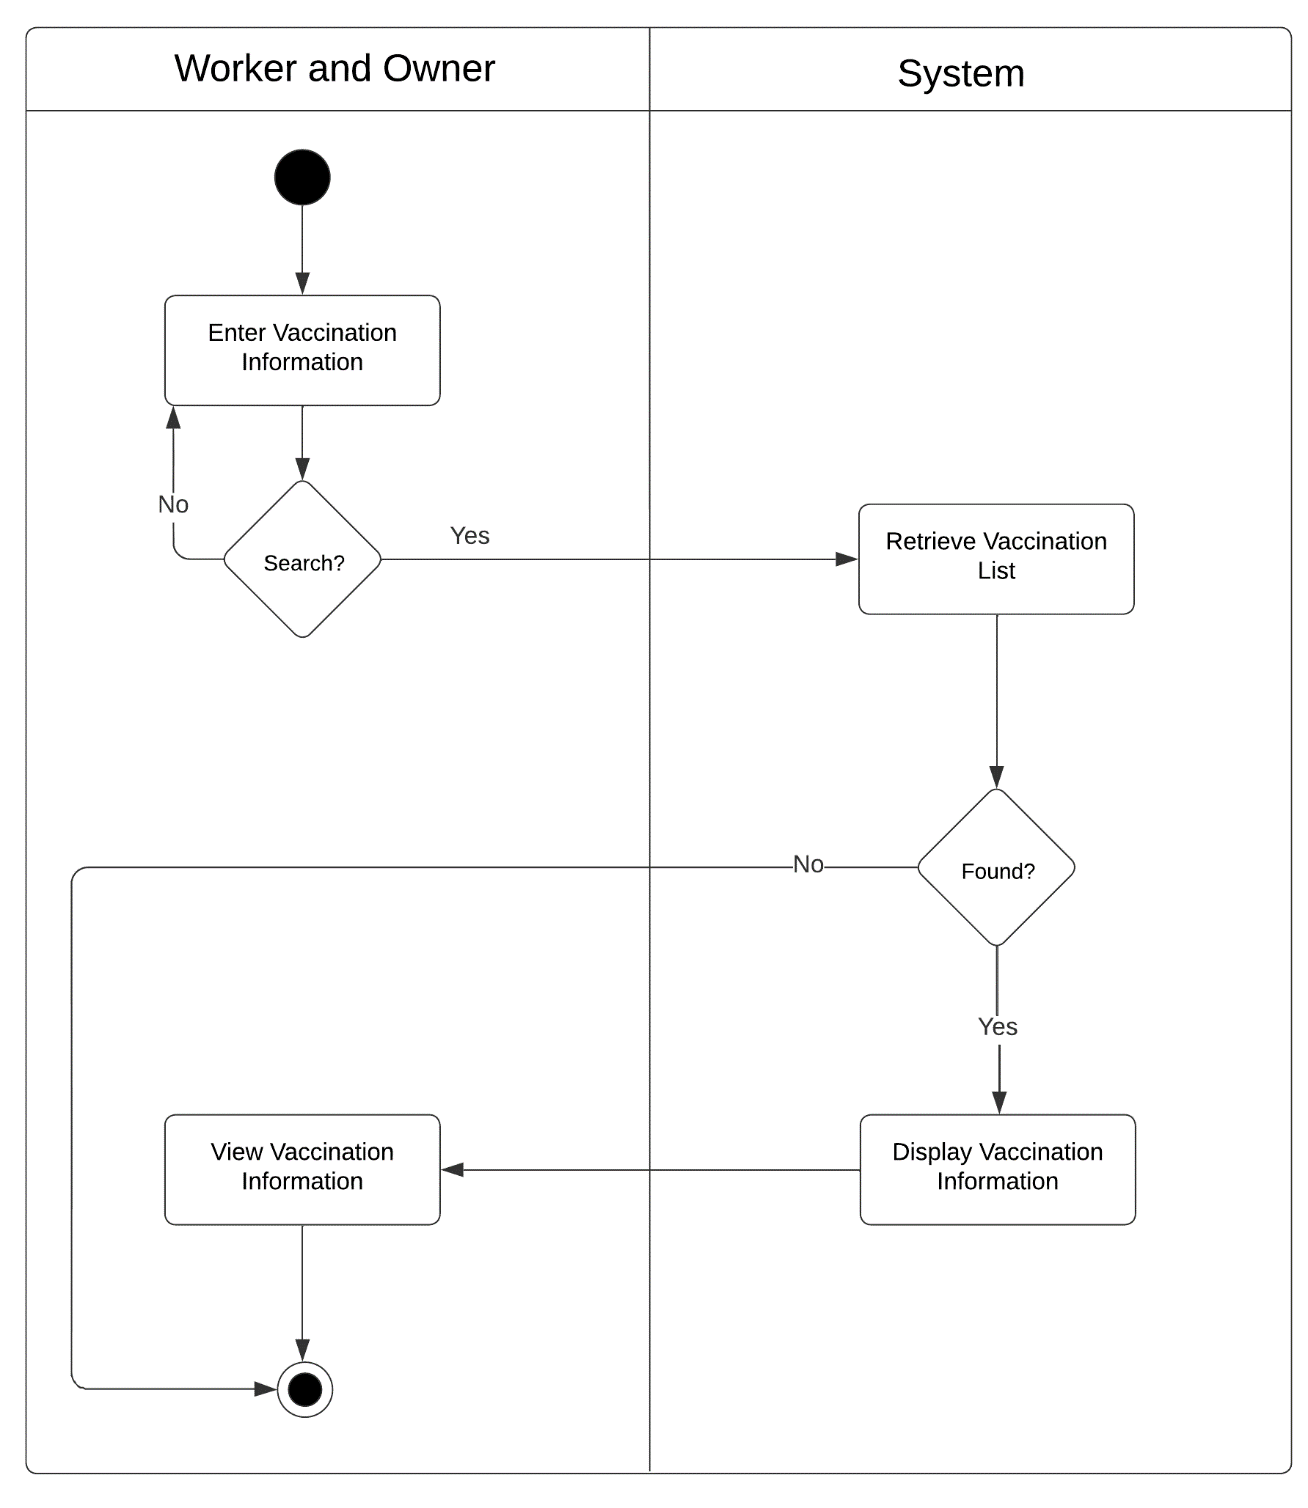 Worker and Owner
System
Enter Vaccination
Information
No
Search?
Yes
Retrieve Vaccination
List
No
Found?
Yes
View Vaccination
Information
Display Vaccination
Information